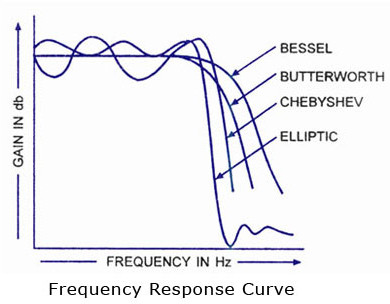 BESSEL
BUTTERWORTH
CHEBYSHEV
ELLIPTIC
GAIN IN db
FREQUENCY IN Hz
Frequency Response Curve